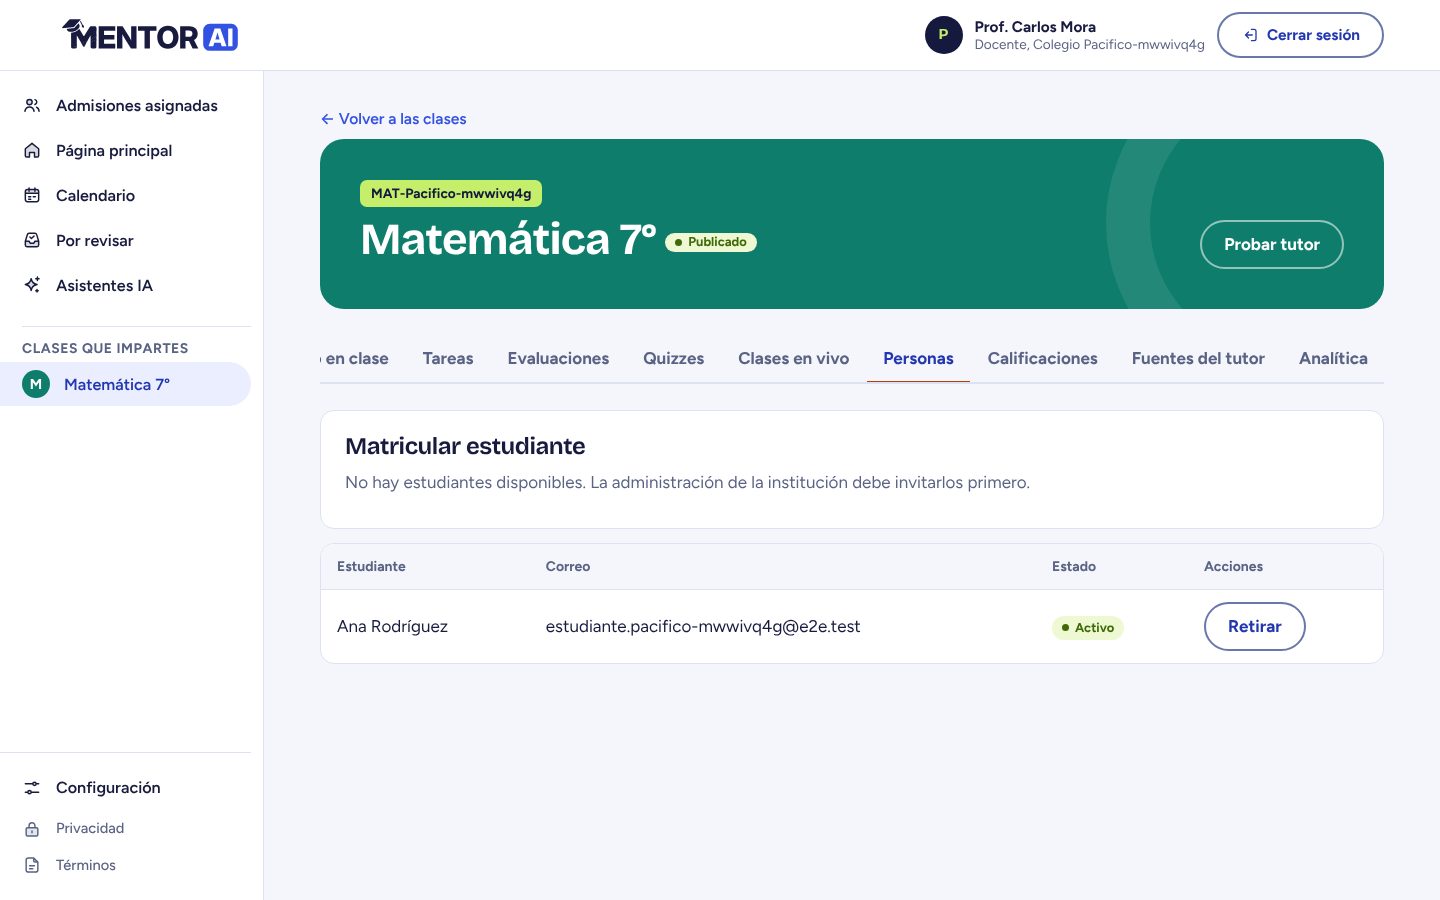 MENTOR AI
P
Prof. Carlos Mora
Docente, Colegio Pacifico-mwwivq4g
Cerrar sesión
Admisiones asignadas
Página principal
Calendario
Por revisar
Asistentes IA
CLASES QUE IMPARTES
M Matemática 7°
Configuración
Privacidad
Términos
← Volver a las clases
MAT-Pacifico-mwwivq4g
Matemática 7° Publicado
Probar tutor
en clase Tareas Evaluaciones Quizzes Clases en vivo Personas Calificaciones Fuentes del tutor Analítica
Matricular estudiante
No hay estudiantes disponibles. La administración de la institución debe invitarlos primero.
Estudiante Correo Estado Acciones
Ana Rodríguez estudiante.pacifico-mwwivq4g@e2e.test Activo Retirar